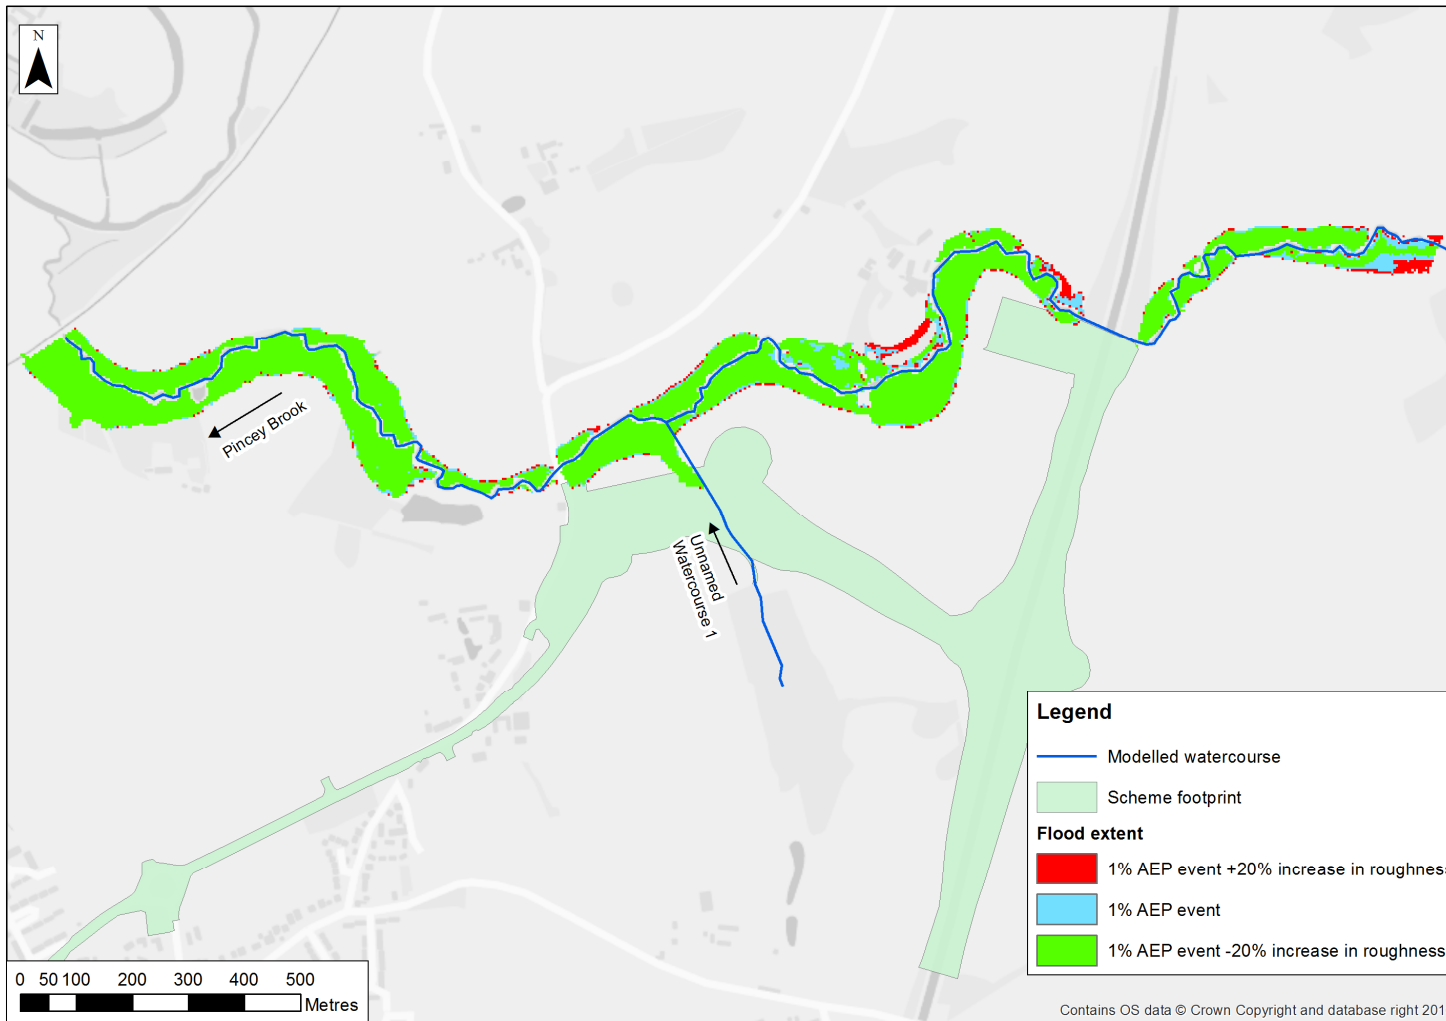 N
Pincey Brook
Unnamed
Watercourse 1
Legend
Modelled watercourse
Scheme footprint
Flood extent
1% AEP event +20% increase in roughness
1% AEP event
1% AEP event -20% increase in roughness
0 50 100 200 300 400 500
Metres
Contains OS data © Crown Copyright and database right 201